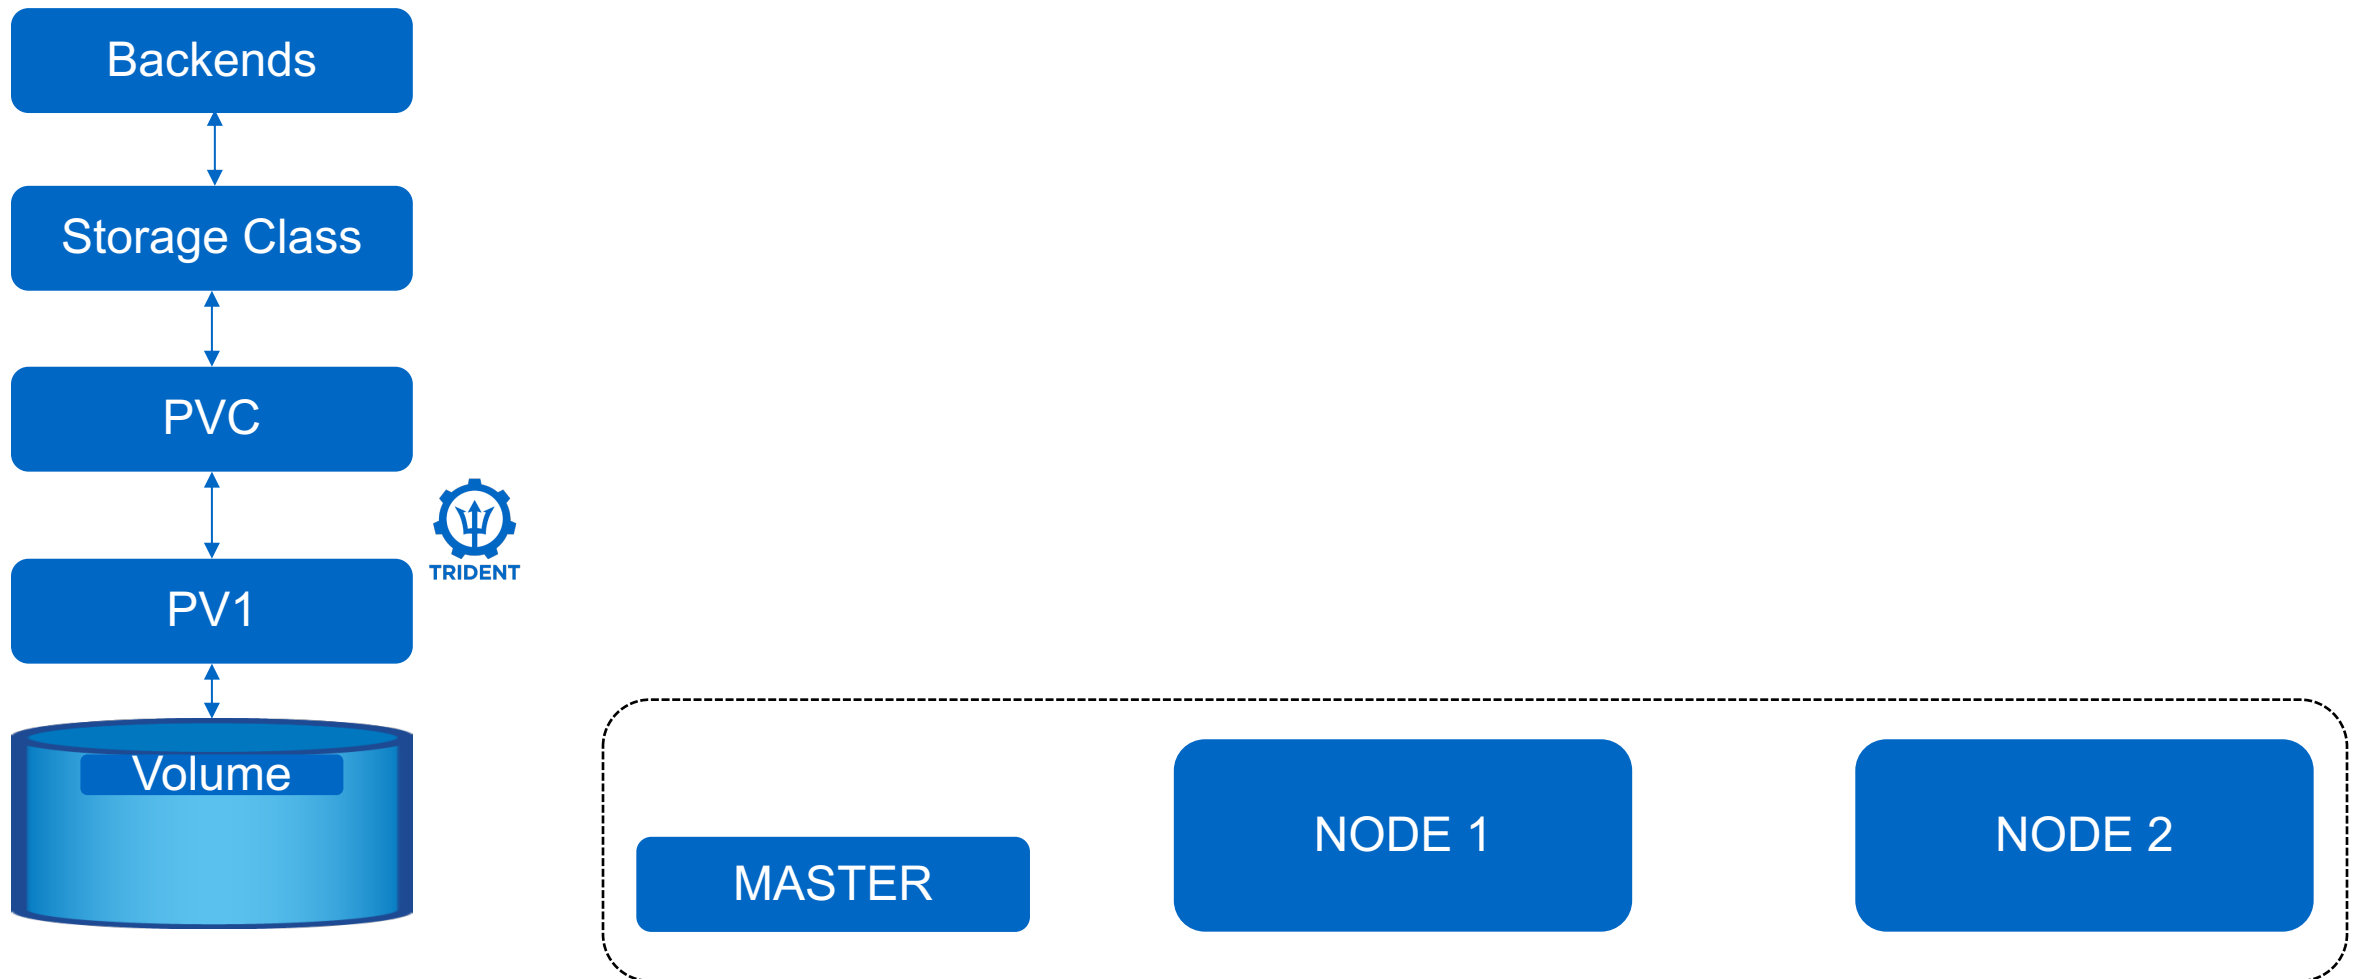 Backends
Storage Class
PVC
TRIDENT
PV1
Volume
NODE 1
NODE 2
MASTER